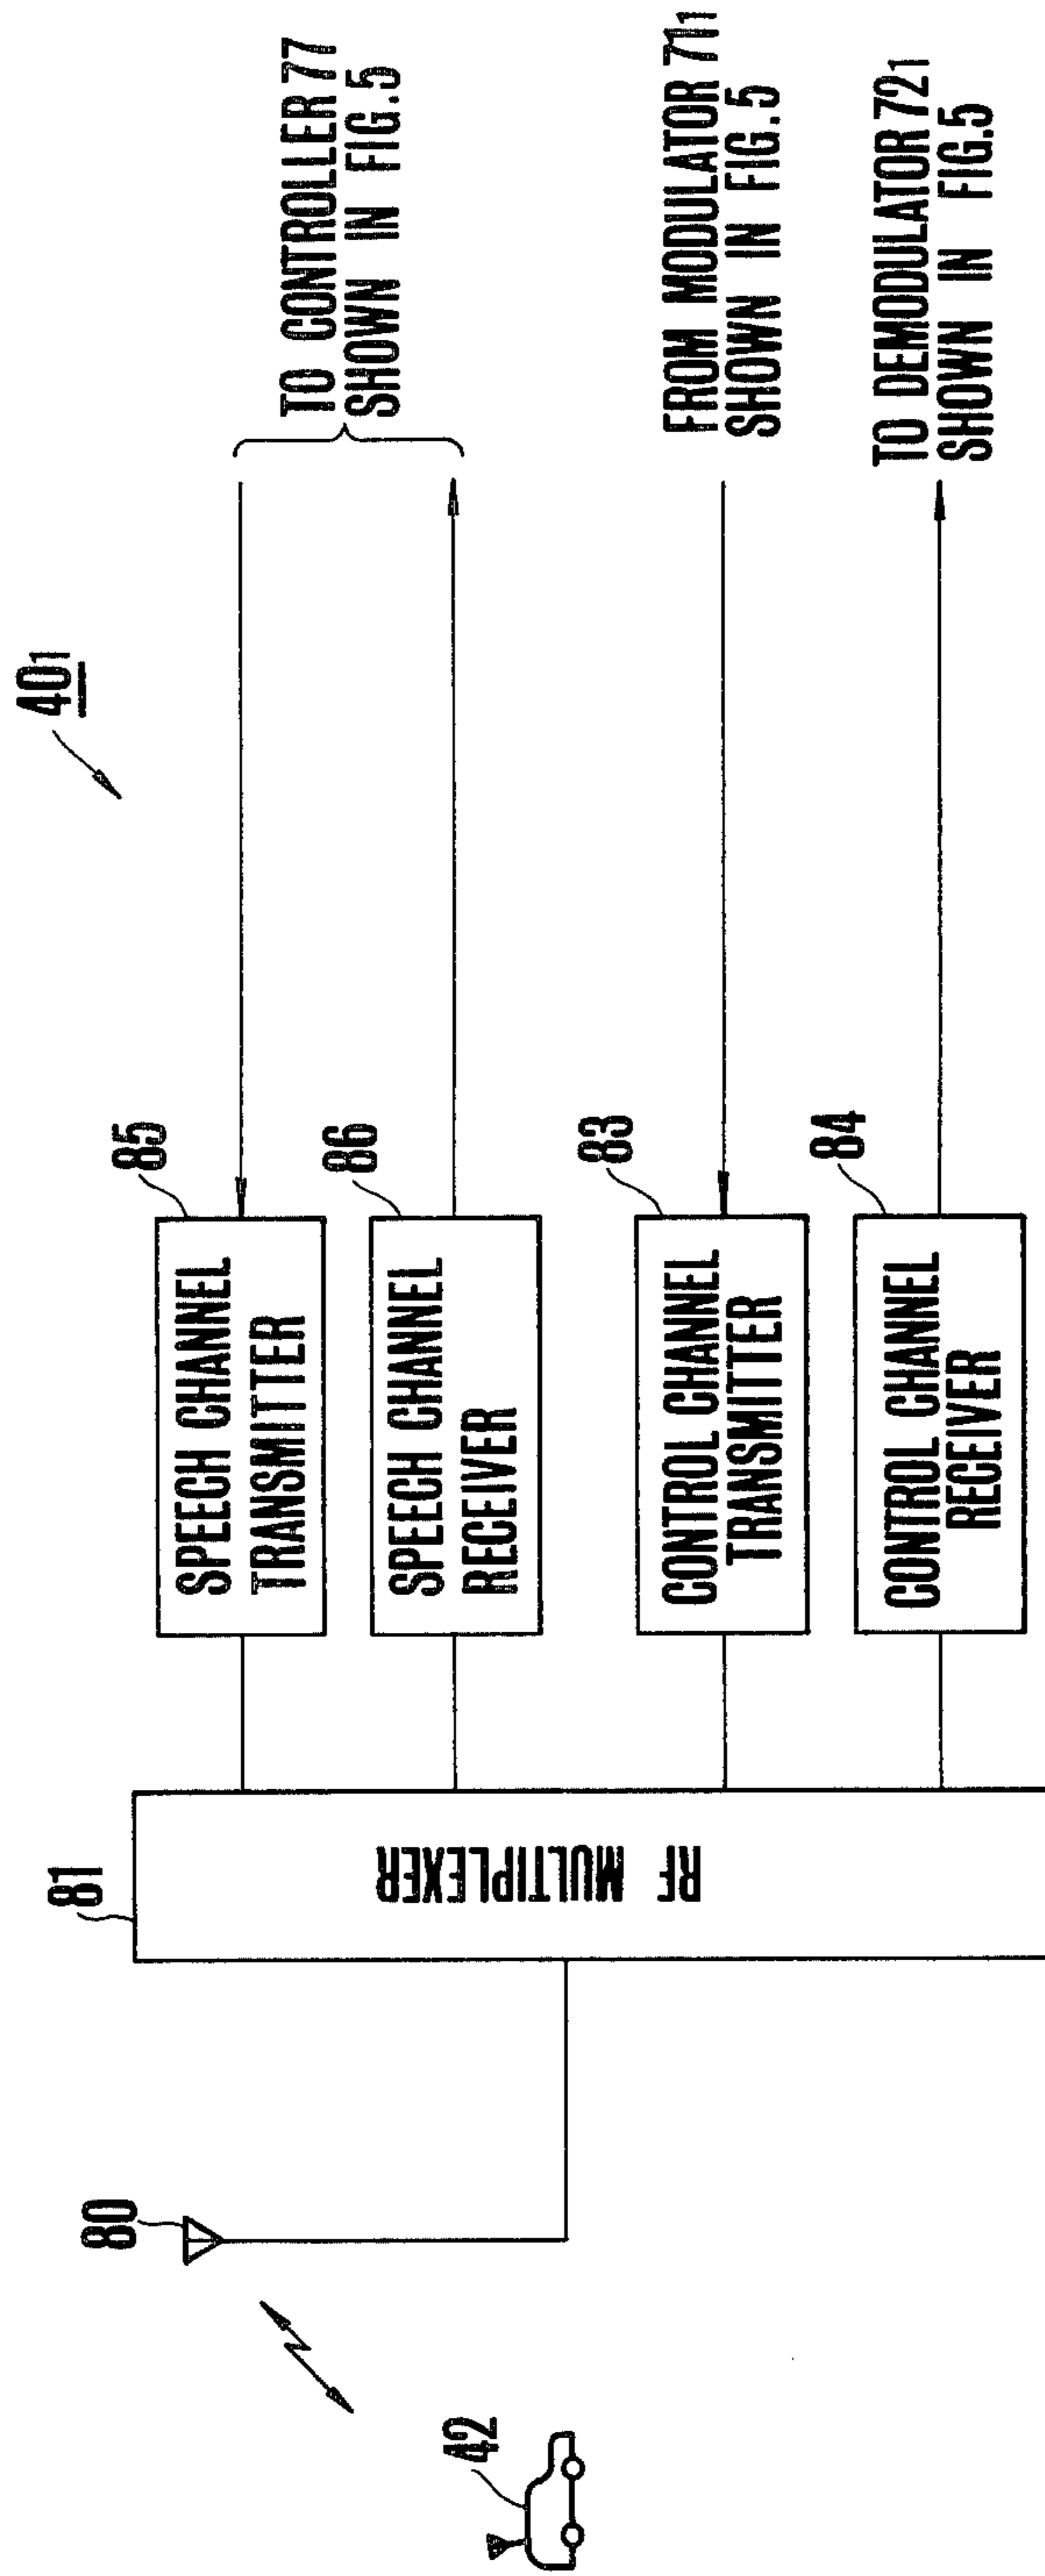 40₁
42
80
81
RF MULTIPLEXER
85
SPEECH CHANNEL
TRANSMITTER
86
SPEECH CHANNEL
RECEIVER
83
CONTROL CHANNEL
TRANSMITTER
84
CONTROL CHANNEL
RECEIVER
TO CONTROLLER 77
SHOWN IN FIG.5
FROM MODULATOR 71₁
SHOWN IN FIG.5
TO DEMODULATOR 72₁
SHOWN IN FIG.5